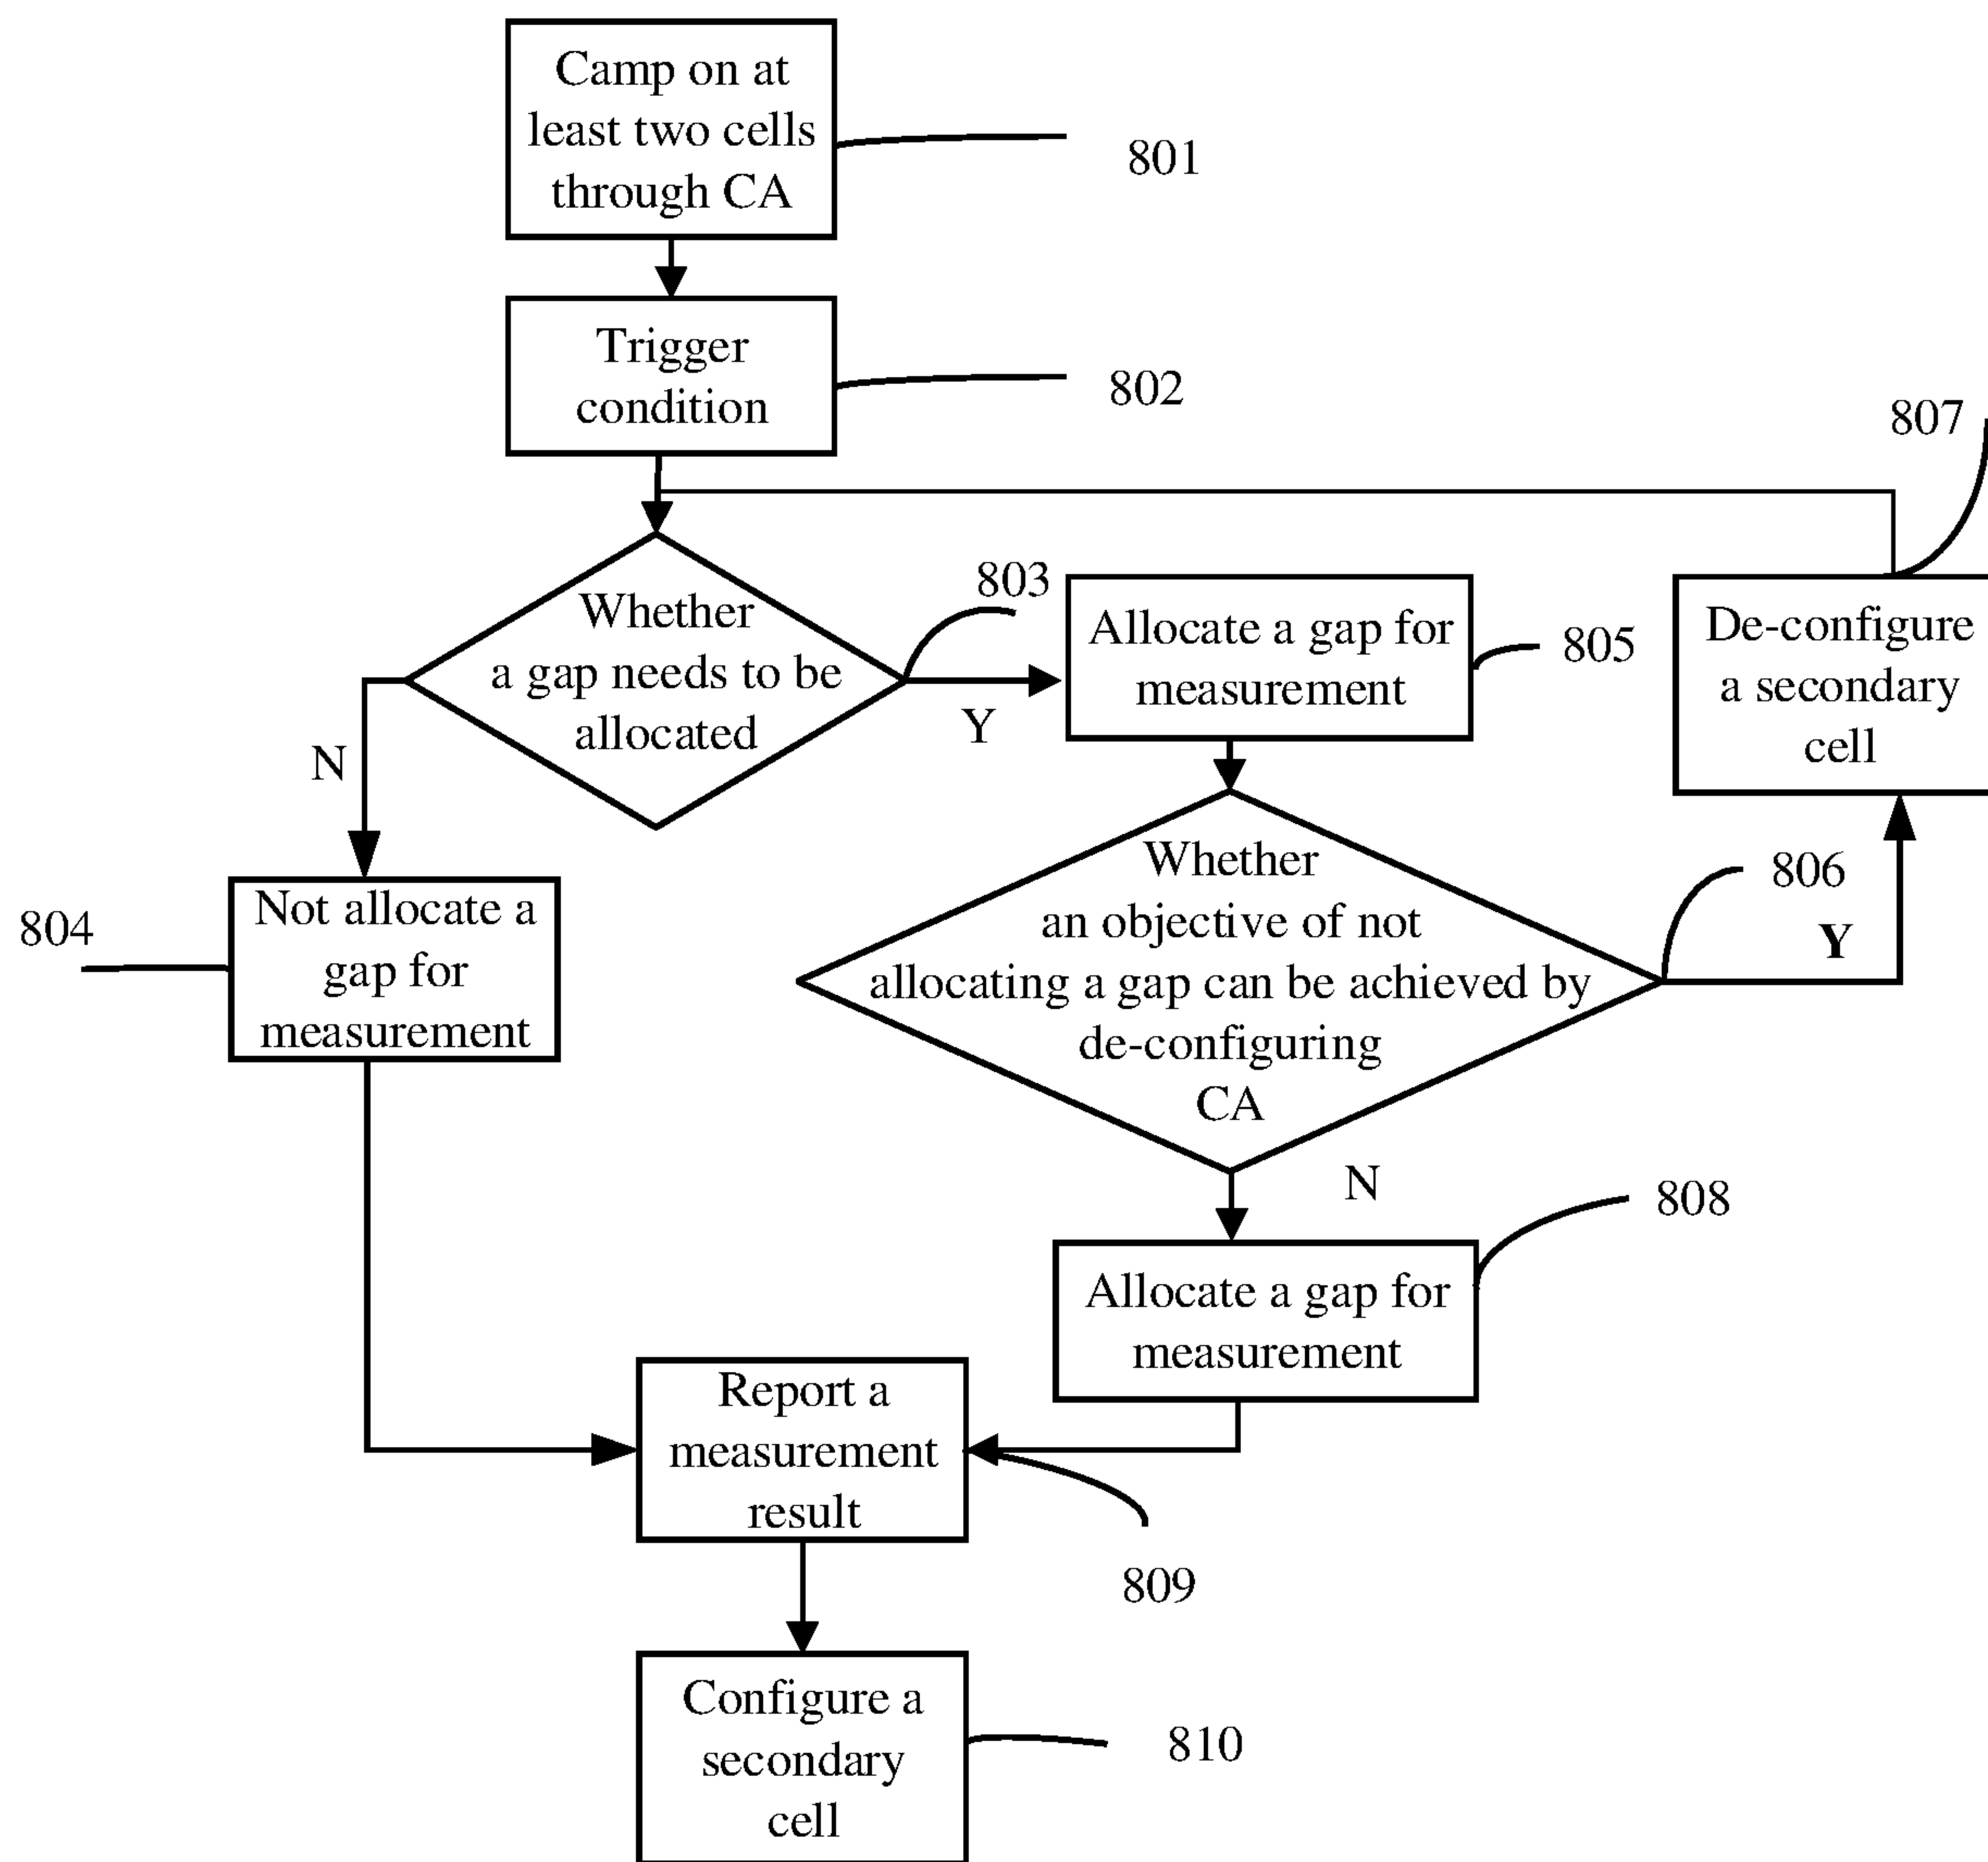 Camp on at
least two cells
through CA
801
Trigger
condition
802
807
Whether
a gap needs to be
allocated
803
Y
N
Allocate a gap for
measurement
805
De-configure
a secondary
cell
Whether
an objective of not
allocating a gap can be achieved by
de-configuring
CA
806
Y
N
804
Not allocate a
gap for
measurement
808
Allocate a gap for
measurement
Report a
measurement
result
809
Configure a
secondary
cell
810